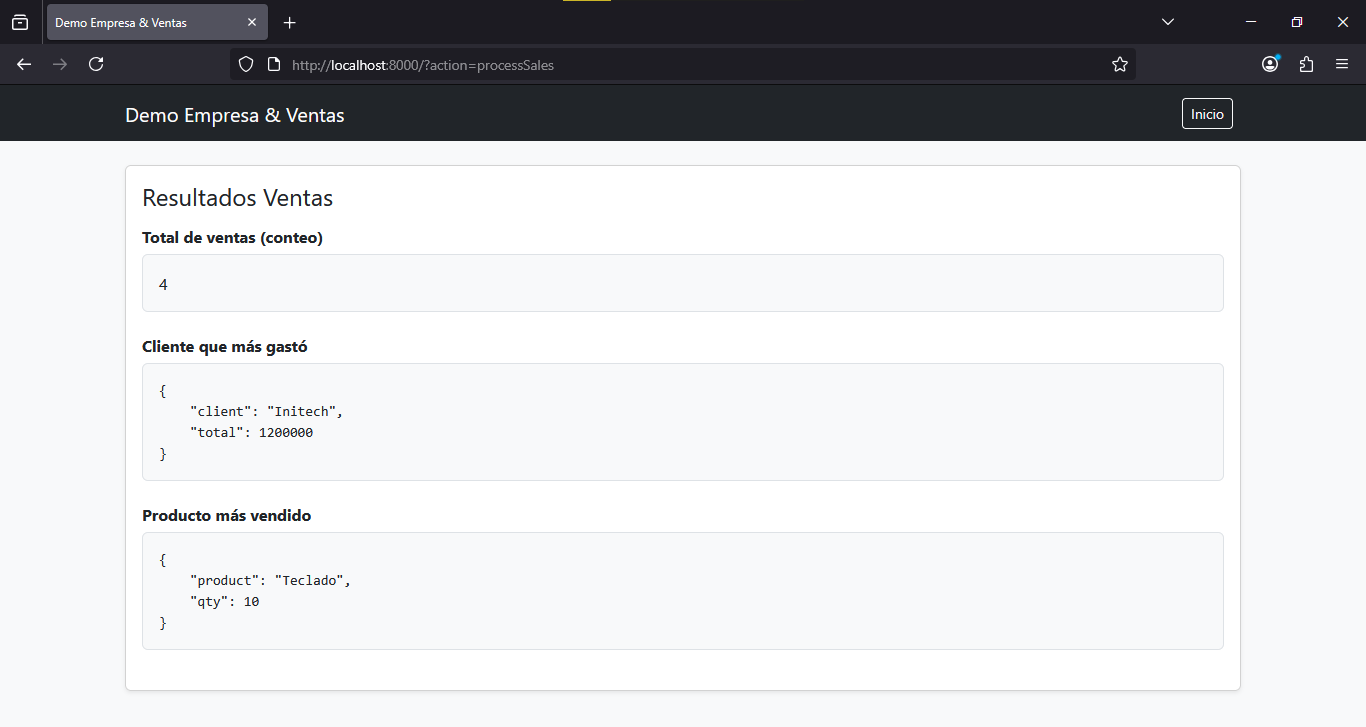 Demo Empresa & Ventas
http://localhost:8000/?action=processSales
Demo Empresa & Ventas
Inicio
Resultados Ventas
Total de ventas (conteo)
4
Cliente que más gastó
{
    "client": "Initech",
    "total": 1200000
}
Producto más vendido
{
    "product": "Teclado",
    "qty": 10
}